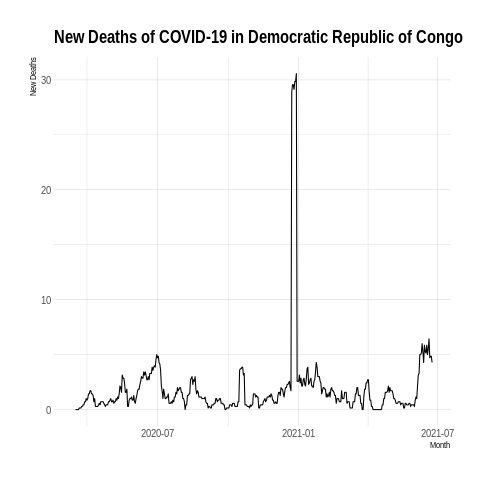 New Deaths of COVID-19 in Democratic Republic of Congo
New Deaths
30
20
10
0
2020-07
2021-01
2021-07
Month